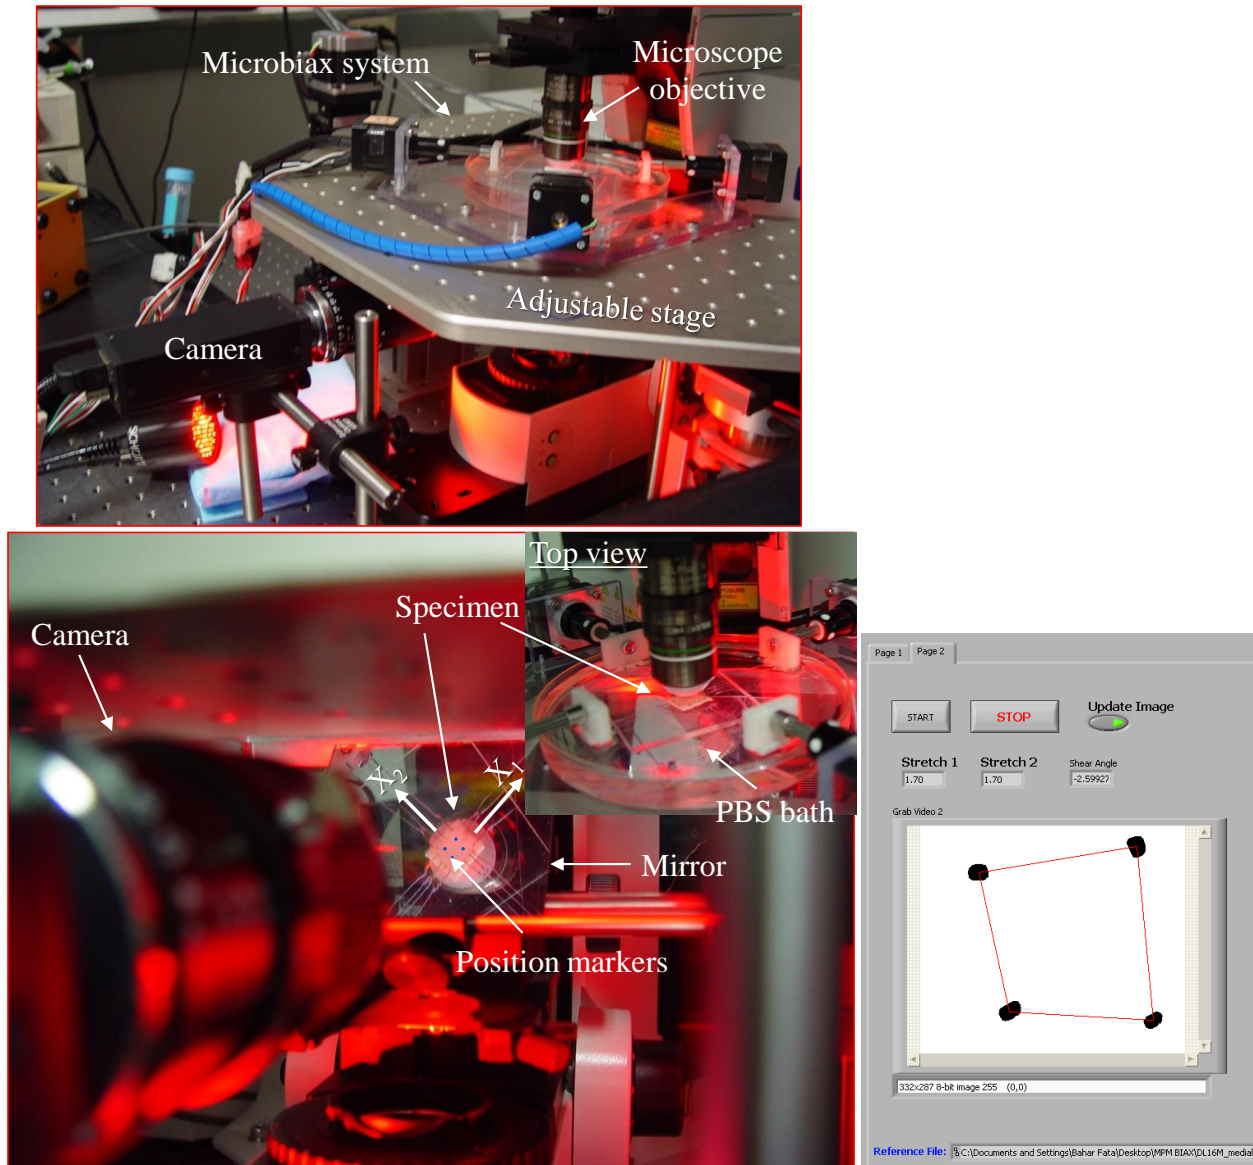 Microbiax system
Microscope
objective
Adjustable stage
Camera
Top view
Specimen
Camera
X2
X1
PBS bath
Mirror
Position markers
Page 1
Page 2
START
STOP
Update Image
Stretch 1
Stretch 2
Shear Angle
1.70
1.70
-2.59927
Grab Video 2
332x287 8-bit image 255 (0,0)
Reference File: C:\Documents and Settings\Bahar Fata\Desktop\MPM BIAX\DL16M_medial